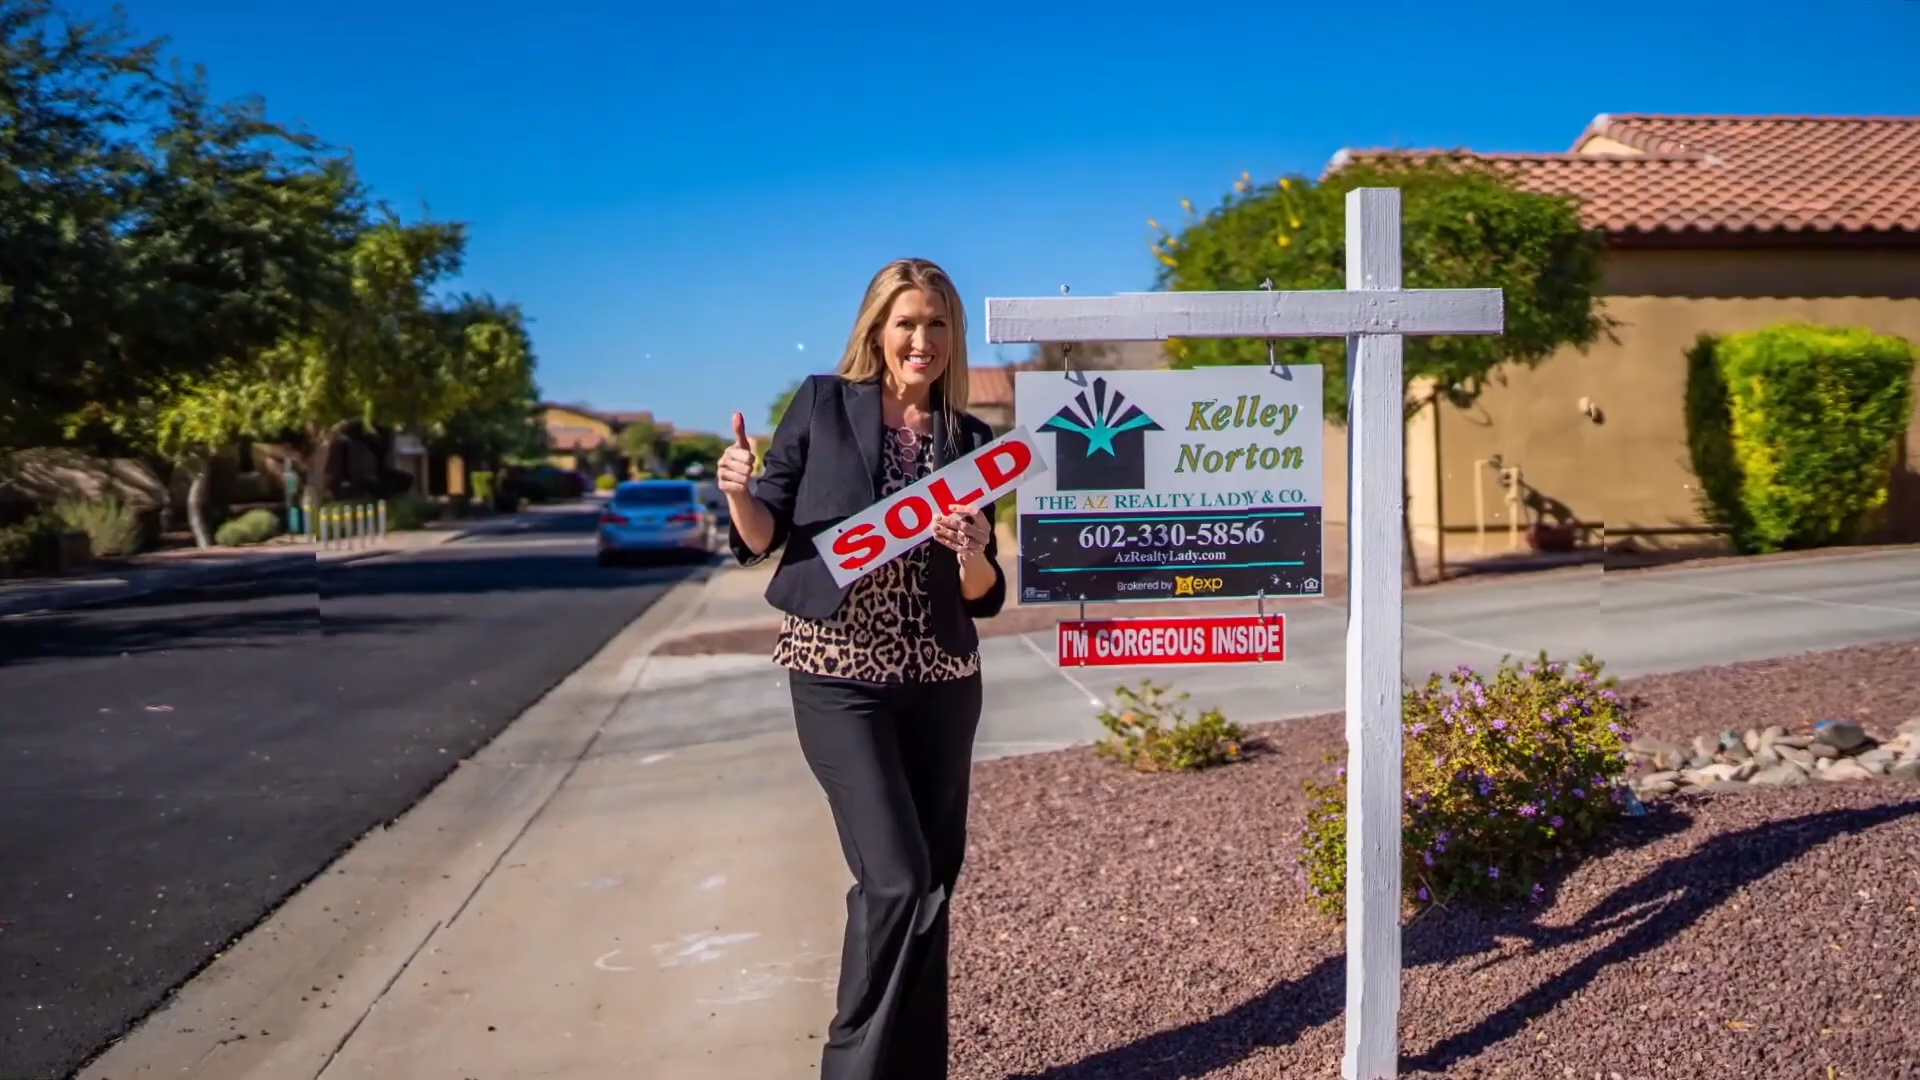 SOLD
Kelley
Norton
THE AZ REALTY LADY & CO.
602-330-5856
AzRealtyLady.com
Brokered by exp
I'M GORGEOUS INSIDE